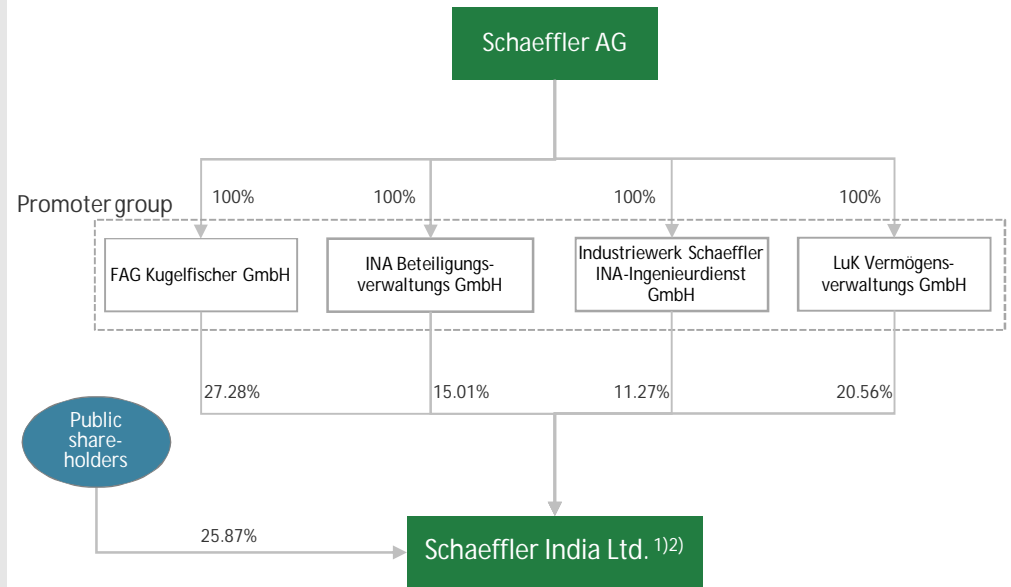 Schaeffler AG
100%
100%
100%
100%
Promoter group
FAG Kugelfischer GmbH
INA Beteiligungs-
verwaltungs GmbH
Industriewerk Schaeffler
INA-Ingenieurdienst
GmbH
LuK Vermögens-
verwaltungs GmbH
27.28%
15.01%
11.27%
20.56%
Public
share-
holders
25.87%
Schaeffler India Ltd. 1)2)